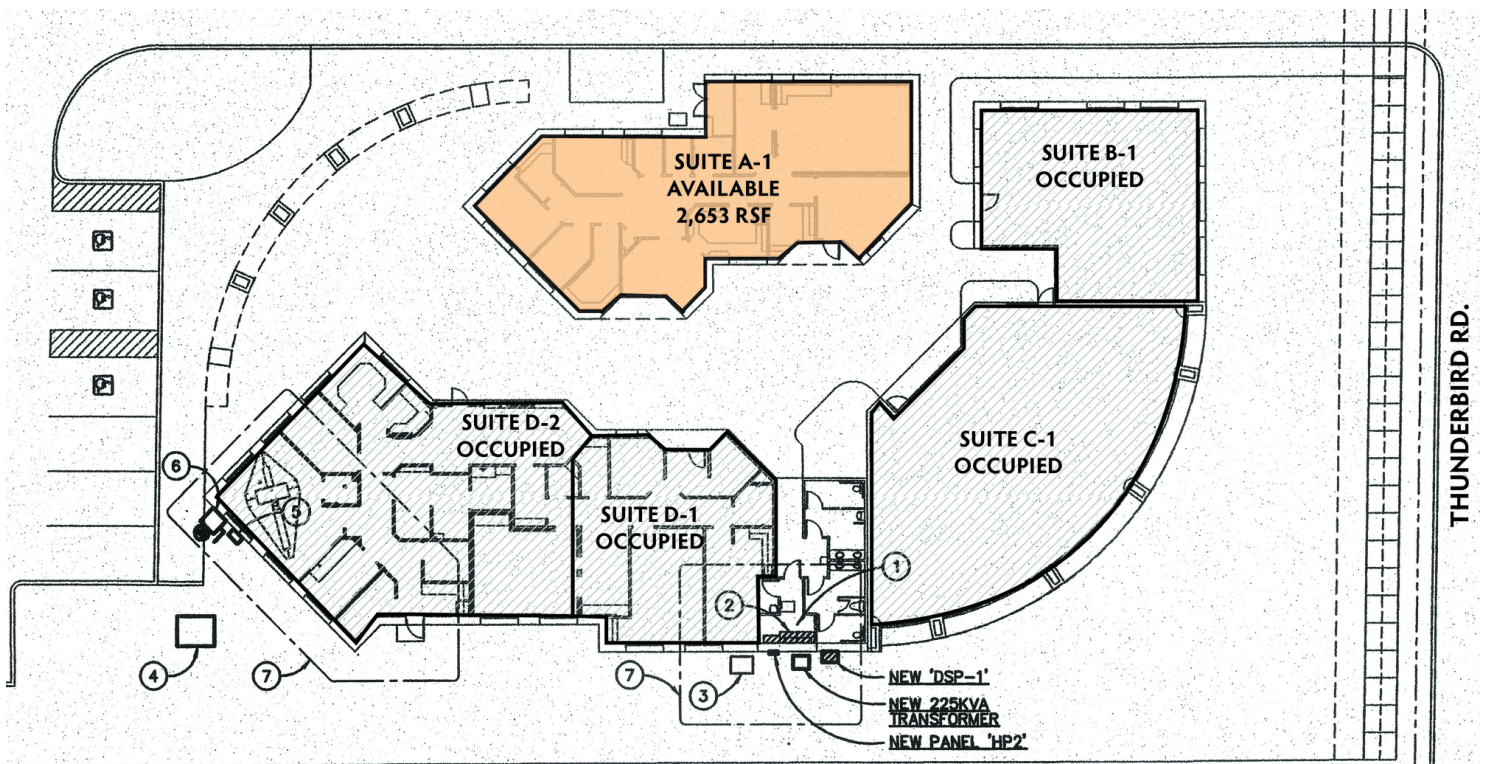 SUITE A-1
AVAILABLE
2,653 RSF
SUITE B-1
OCCUPIED
SUITE C-1
OCCUPIED
SUITE D-2
OCCUPIED
SUITE D-1
OCCUPIED
THUNDERBIRD RD.
6
5
4
7
7
3
2
1
NEW 'DSP-1'
NEW 225KVA
TRANSFORMER
NEW PANEL 'HP2'